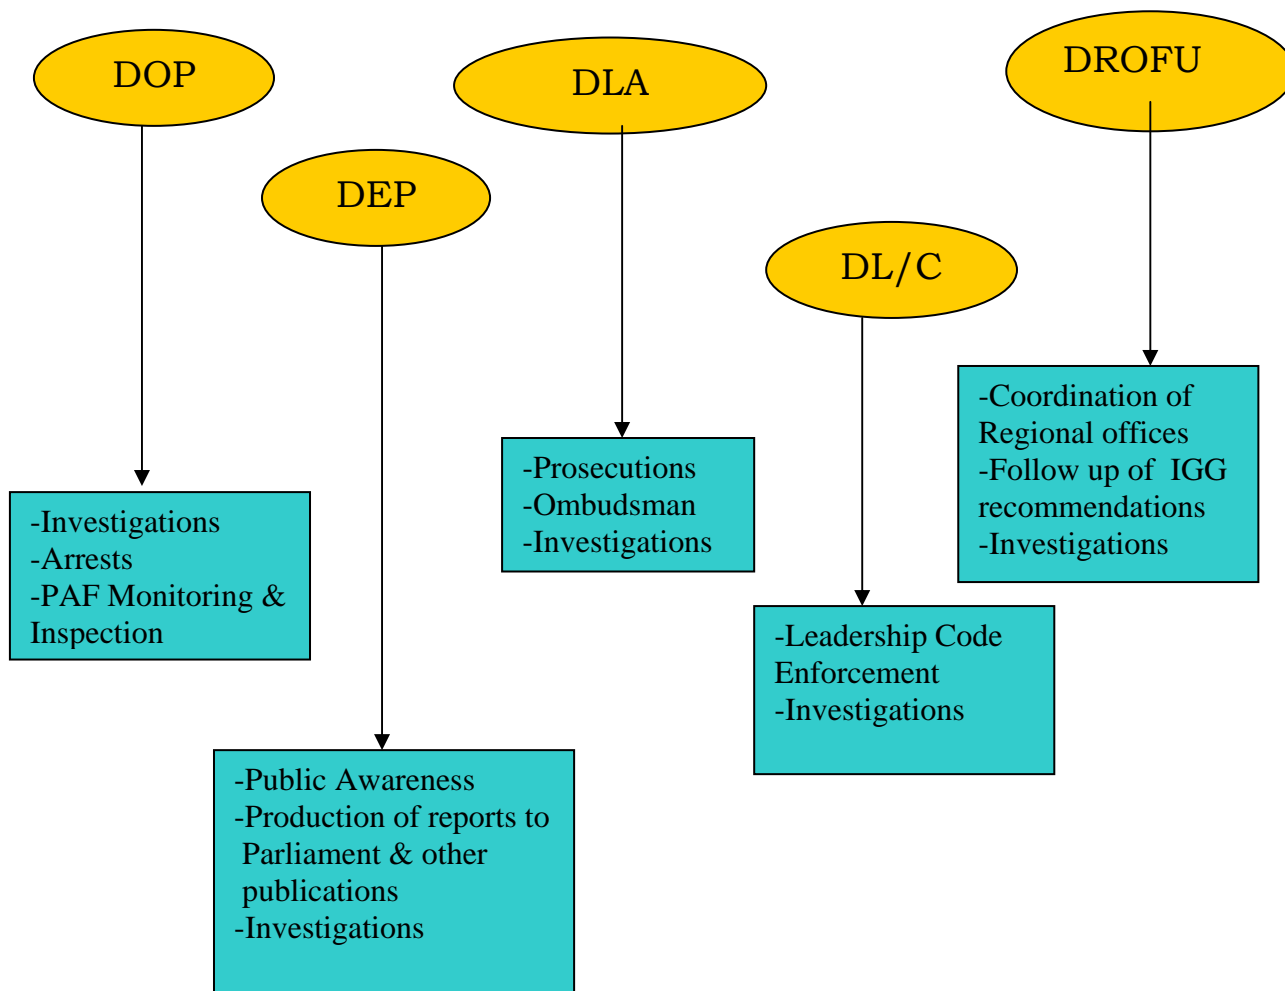 DOP
DLA
DROFU
DEP
DL/C
-Investigations
-Arrests
-PAF Monitoring &
Inspection
-Public Awareness
-Production of reports to
Parliament & other
publications
-Investigations
-Prosecutions
-Ombudsman
-Investigations
-Leadership Code
Enforcement
-Investigations
-Coordination of
Regional offices
-Follow up of IGG
recommendations
-Investigations